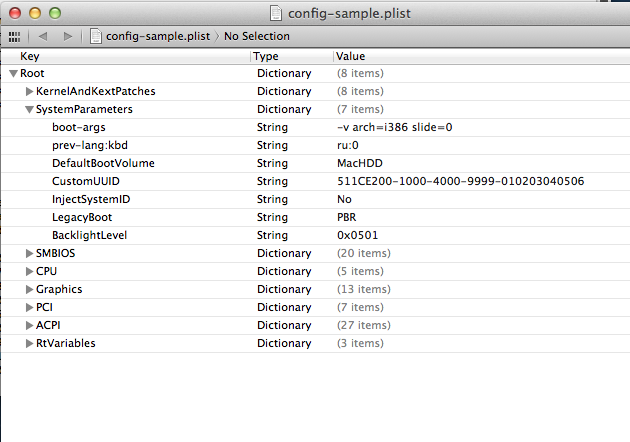 config-sample.plist
config-sample.plist No Selection
Key Type Value
Root Dictionary (8 items)
KernelAndKextPatches Dictionary (8 items)
SystemParameters Dictionary (7 items)
boot-args String -v arch=i386 slide=0
prev-lang:kbd String ru:0
DefaultBootVolume String MacHDD
CustomUUID String 511CE200-1000-4000-9999-010203040506
InjectSystemID String No
LegacyBoot String PBR
BacklightLevel String 0x0501
SMBIOS Dictionary (20 items)
CPU Dictionary (5 items)
Graphics Dictionary (13 items)
PCI Dictionary (7 items)
ACPI Dictionary (27 items)
RtVariables Dictionary (3 items)